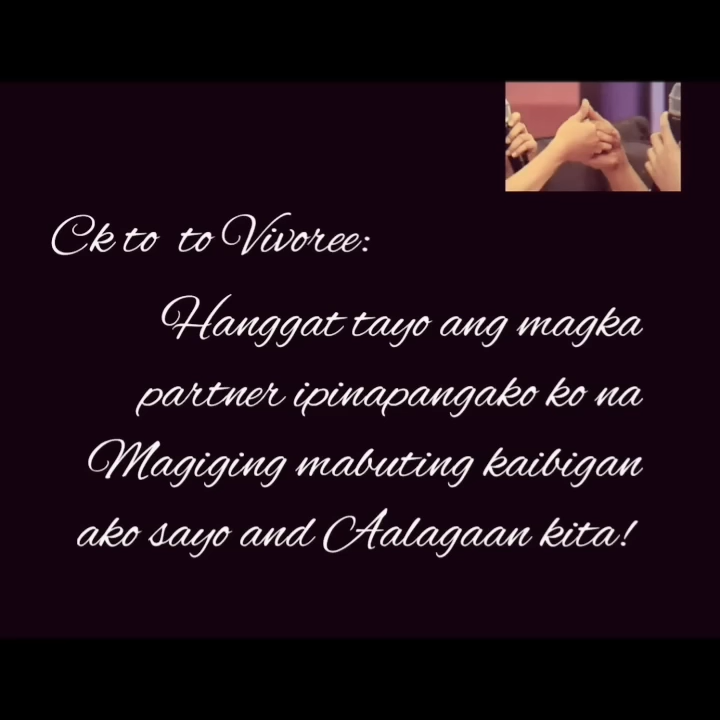 Ck to to Vivoree:
Hanggat tayo ang magka
partner ipinapangako ko na
Magiging mabuting kaibigan
ako sayo and Aalagaan kita!